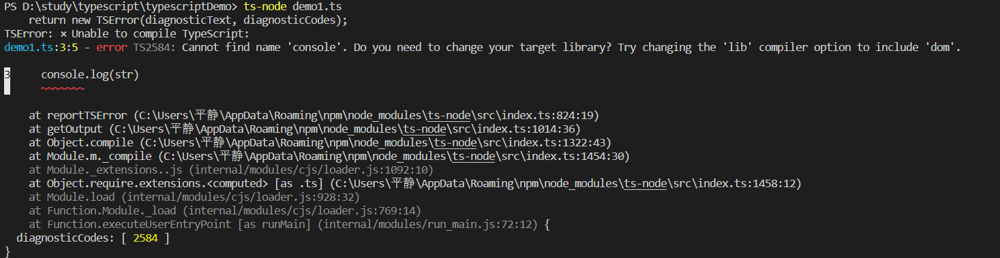 PS D:\study\typescript\typescriptDemo> ts-node demo1.ts
    return new TSError(diagnosticText, diagnosticCodes);
TSError: ⨯ Unable to compile TypeScript:
demo1.ts:3:5 - error TS2584: Cannot find name 'console'. Do you need to change your target library? Try changing the 'lib' compiler option to include 'dom'.
3     console.log(str)
      ~~~~~~~
    at reportTSError (C:\Users\平静\AppData\Roaming\npm\node_modules\ts-node\src\index.ts:824:19)
    at getOutput (C:\Users\平静\AppData\Roaming\npm\node_modules\ts-node\src\index.ts:1014:36)
    at Object.compile (C:\Users\平静\AppData\Roaming\npm\node_modules\ts-node\src\index.ts:1322:43)
    at Module.m._compile (C:\Users\平静\AppData\Roaming\npm\node_modules\ts-node\src\index.ts:1454:30)
    at Module._extensions..js (internal/modules/cjs/loader.js:1092:10)
    at Object.require.extensions.<computed> [as .ts] (C:\Users\平静\AppData\Roaming\npm\node_modules\ts-node\src\index.ts:1458:12)
    at Module.load (internal/modules/cjs/loader.js:928:32)
    at Function.Module._load (internal/modules/cjs/loader.js:769:14)
    at Function.executeUserEntryPoint [as runMain] (internal/modules/run_main.js:72:12) {
  diagnosticCodes: [ 2584 ]
}